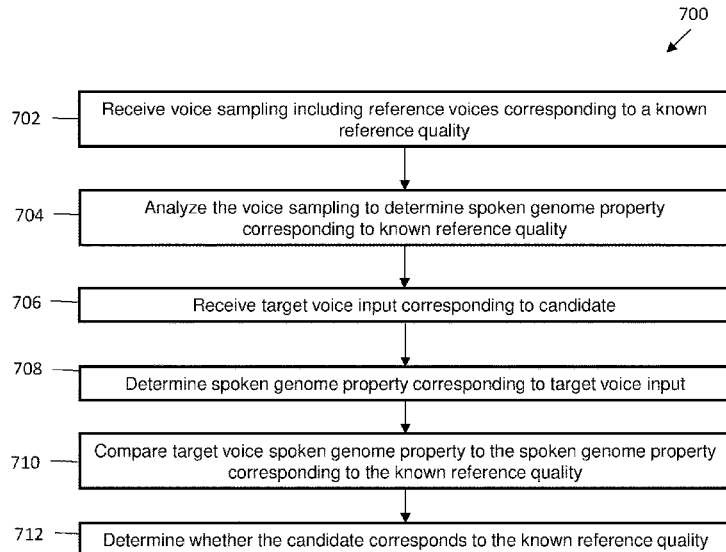 700
702
Receive voice sampling including reference voices corresponding to a known
reference quality
704
Analyze the voice sampling to determine spoken genome property
corresponding to known reference quality
706
Receive target voice input corresponding to candidate
708
Determine spoken genome property corresponding to target voice input
710
Compare target voice spoken genome property to the spoken genome property
corresponding to the known reference quality
712
Determine whether the candidate corresponds to the known reference quality